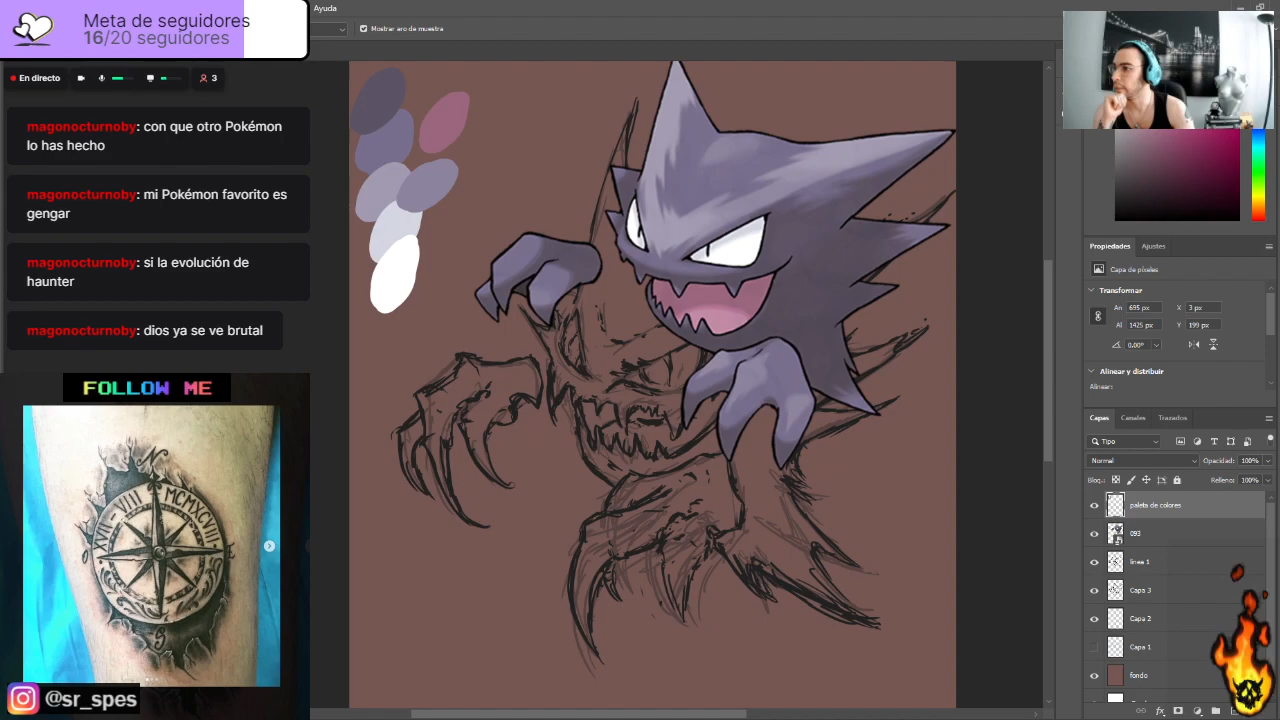 Meta de seguidores
16/20 seguidores
En directo
3
magonocturnoby: con que otro Pokémon
lo has hecho
magonocturnoby: mi Pokémon favorito es
gengar
magonocturnoby: si la evolución de
haunter
magonocturnoby: dios ya se ve brutal
FOLLOW ME
MCMXCVIII
@sr_spes
Ayuda
Mostrar aro de muestra
Propiedades
Ajustes
Capa de píxeles
Transformar
An 695 px
X 3 px
Al 1425 px
Y 199 px
0,00°
Alinear y distribuir
Alinear:
Capas
Canales
Trazados
Tipo
Normal
Opacidad: 100%
Bloq.:
Relleno: 100%
paleta de colores
093
linea 1
Capa 3
Capa 2
Capa 1
fondo
fx